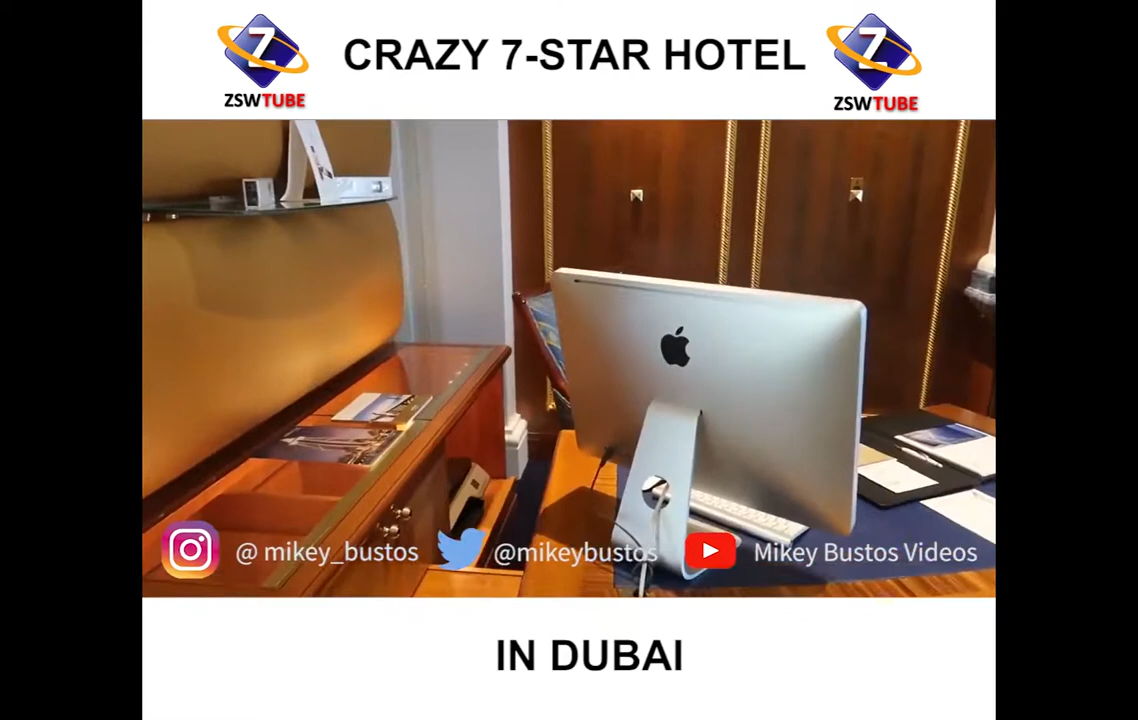 Z
ZSWTUBE
CRAZY 7-STAR HOTEL
Z
ZSWTUBE
@ mikey_bustos
@mikeybustos
Mikey Bustos Videos
IN DUBAI